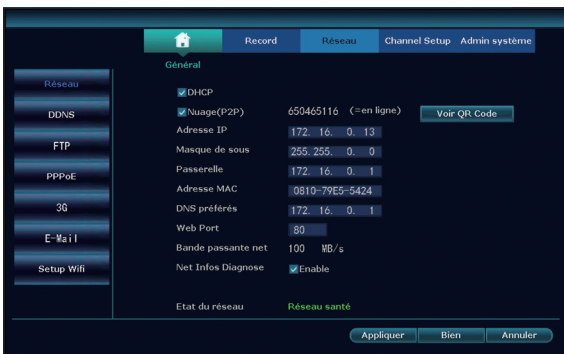 Record Réseau Channel Setup Admin système
Général
Réseau
DDNS
FTP
PPPoE
3G
E-Mail
Setup Wifi
DHCP
Nuage(P2P) 650465116 (=en ligne) Voir QR Code
Adresse IP 172. 16. 0. 13
Masque de sous 255. 255. 0. 0
Passerelle 172. 16. 0. 1
Adresse MAC 0810-79E5-5424
DNS préférés 172. 16. 0. 1
Web Port 80
Bande passante net 100 MB/s
Net Infos Diagnose Enable
Etat du réseau Réseau santé
Appliquer Bien Annuler